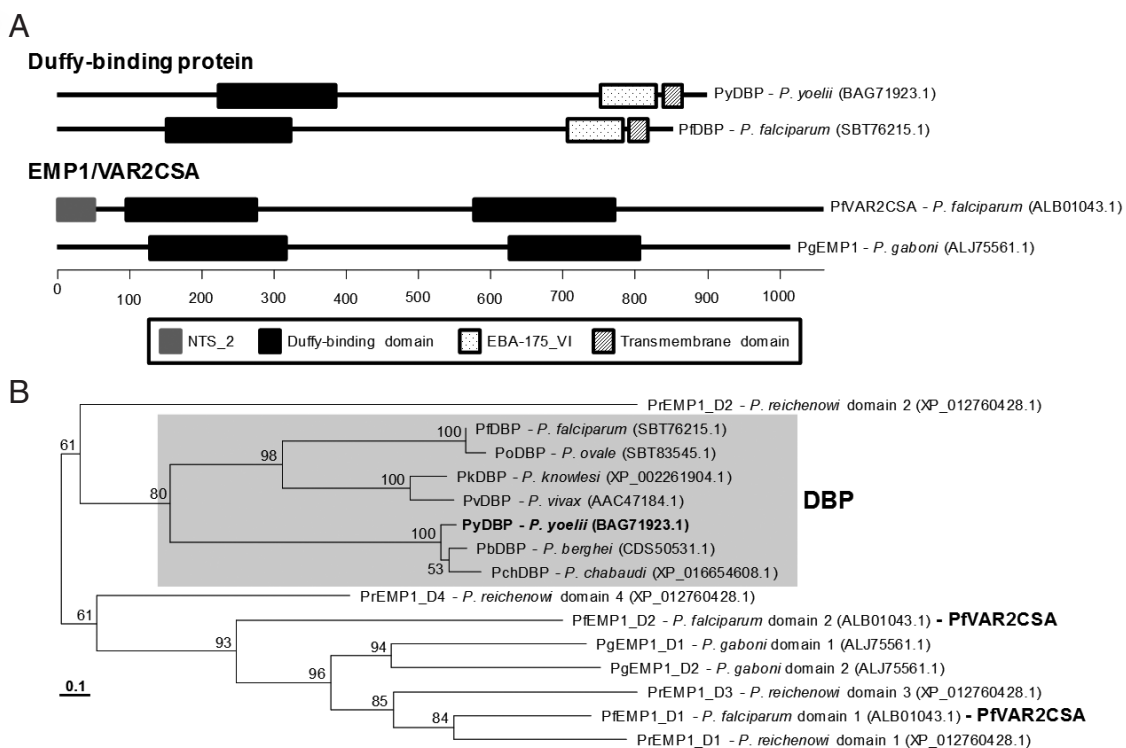 A
Duffy-binding protein
PyDBP - P. yoelii (BAG71923.1)
PfDBP - P. falciparum (SBT76215.1)
EMP1/VAR2CSA
PfVAR2CSA - P. falciparum (ALB01043.1)
PgEMP1 - P. gaboni (ALJ75561.1)
0 100 200 300 400 500 600 700 800 900 1000
NTS_2 Duffy-binding domain EBA-175_VI Transmembrane domain
B
PrEMP1_D2 - P. reichenowi domain 2 (XP_012760428.1)
61
100 PfDBP - P. falciparum (SBT76215.1)
98 PoDBP - P. ovale (SBT83545.1)
100 PkDBP - P. knowlesi (XP_002261904.1)
80 PvDBP - P. vivax (AAC47184.1) DBP
100 PyDBP - P. yoelii (BAG71923.1)
PbDBP - P. berghei (CDS50531.1)
53 PchDBP - P. chabaudi (XP_016654608.1)
PrEMP1_D4 - P. reichenowi domain 4 (XP_012760428.1)
61
PfEMP1_D2 - P. falciparum domain 2 (ALB01043.1) - PfVAR2CSA
93 94 PgEMP1_D1 - P. gaboni domain 1 (ALJ75561.1)
PgEMP1_D2 - P. gaboni domain 2 (ALJ75561.1)
96
0.1 85 PrEMP1_D3 - P. reichenowi domain 3 (XP_012760428.1)
84 PfEMP1_D1 - P. falciparum domain 1 (ALB01043.1) - PfVAR2CSA
PrEMP1_D1 - P. reichenowi domain 1 (XP_012760428.1)